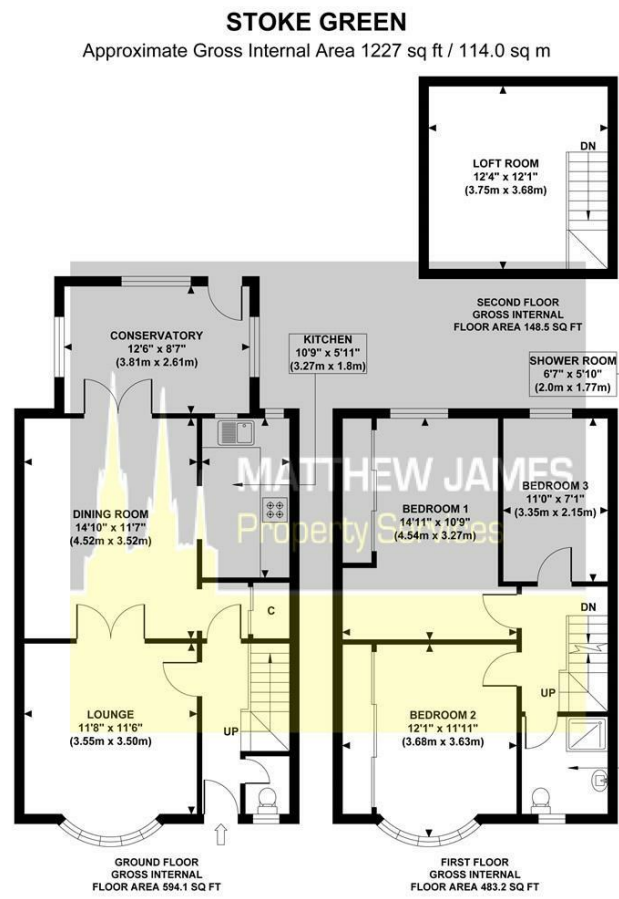 STOKE GREEN
Approximate Gross Internal Area 1227 sq ft / 114.0 sq m
DN
LOFT ROOM
12'4" x 12'1"
(3.75m x 3.68m)
SECOND FLOOR
GROSS INTERNAL
FLOOR AREA 148.5 SQ FT
CONSERVATORY
12'6" x 8'7"
(3.81m x 2.61m)
KITCHEN
10'9" x 5'11"
(3.27m x 1.8m)
SHOWER ROOM
6'7" x 5'10"
(2.0m x 1.77m)
MATTHEW JAMES
Property Services
DINING ROOM
14'10" x 11'7"
(4.52m x 3.52m)
BEDROOM 1
14'11" x 10'9"
(4.54m x 3.27m)
BEDROOM 3
11'0" x 7'1"
(3.35m x 2.15m)
C
DN
UP
LOUNGE
11'8" x 11'6"
(3.55m x 3.50m)
UP
BEDROOM 2
12'1" x 11'11"
(3.68m x 3.63m)
GROUND FLOOR
GROSS INTERNAL
FLOOR AREA 594.1 SQ FT
FIRST FLOOR
GROSS INTERNAL
FLOOR AREA 483.2 SQ FT